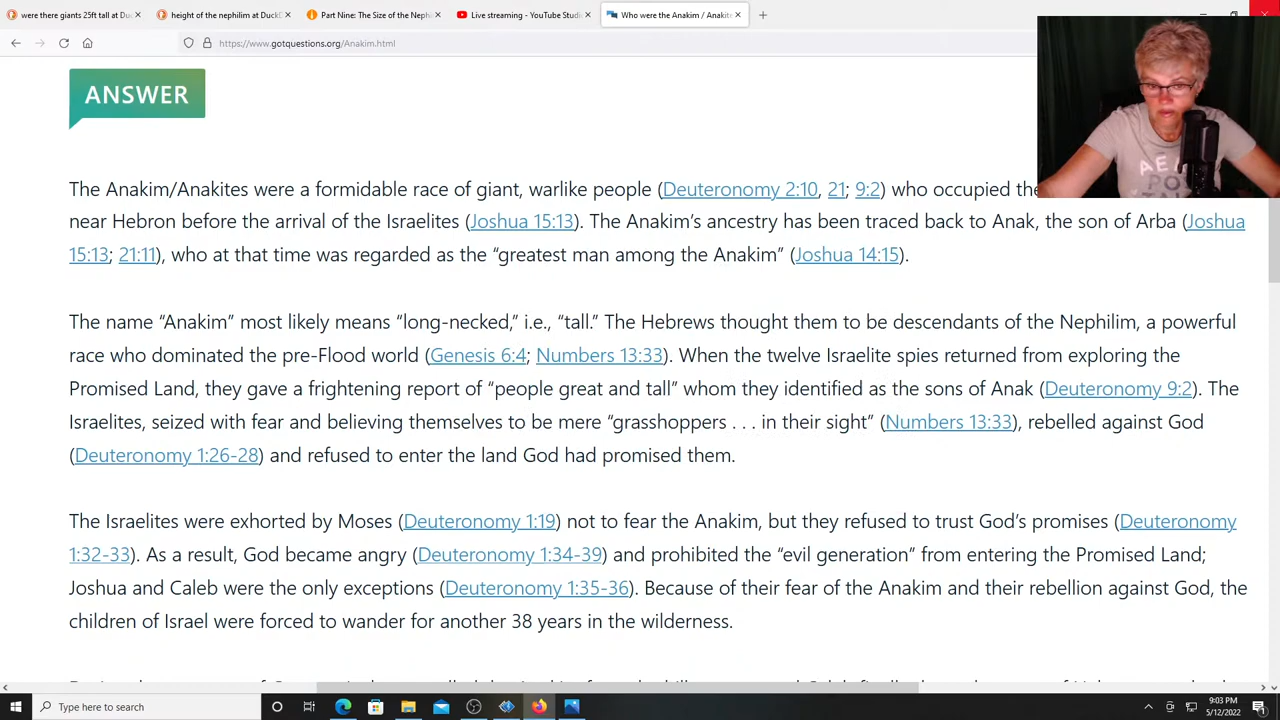 were there giants 25ft tall at Duck
height of the nephilim at DuckD
Part Nine: The Size of the Neph
Live streaming - YouTube Studi
Who were the Anakim / Anakite
https://www.gotquestions.org/Anakim.html
ANSWER
The Anakim/Anakites were a formidable race of giant, warlike people (Deuteronomy 2:10, 21; 9:2) who occupied the
near Hebron before the arrival of the Israelites (Joshua 15:13). The Anakim’s ancestry has been traced back to Anak, the son of Arba (Joshua
15:13; 21:11), who at that time was regarded as the “greatest man among the Anakim” (Joshua 14:15).
The name “Anakim” most likely means “long-necked,” i.e., “tall.” The Hebrews thought them to be descendants of the Nephilim, a powerful
race who dominated the pre-Flood world (Genesis 6:4; Numbers 13:33). When the twelve Israelite spies returned from exploring the
Promised Land, they gave a frightening report of “people great and tall” whom they identified as the sons of Anak (Deuteronomy 9:2). The
Israelites, seized with fear and believing themselves to be mere “grasshoppers . . . in their sight” (Numbers 13:33), rebelled against God
(Deuteronomy 1:26-28) and refused to enter the land God had promised them.
The Israelites were exhorted by Moses (Deuteronomy 1:19) not to fear the Anakim, but they refused to trust God’s promises (Deuteronomy
1:32-33). As a result, God became angry (Deuteronomy 1:34-39) and prohibited the “evil generation” from entering the Promised Land;
Joshua and Caleb were the only exceptions (Deuteronomy 1:35-36). Because of their fear of the Anakim and their rebellion against God, the
children of Israel were forced to wander for another 38 years in the wilderness.
Type here to search
9:03 PM
5/12/2022